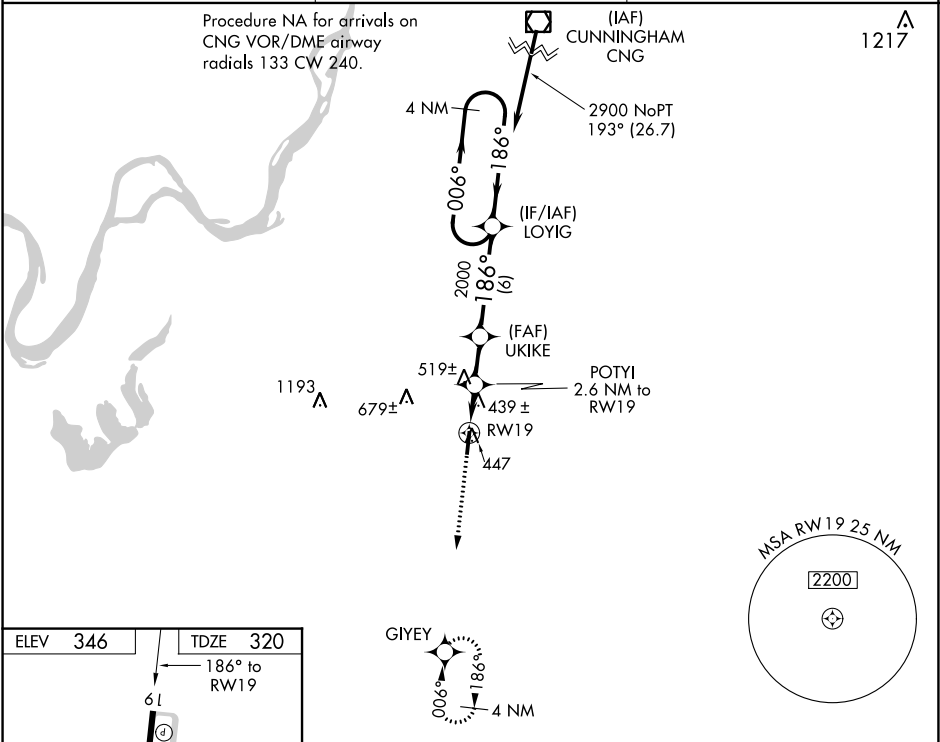 Procedure NA for arrivals on
CNG VOR/DME airway
radials 133 CW 240.
(IAF)
CUNNINGHAM
CNG
1217
4 NM
2900 NoPT
193° (26.7)
006°
186°
(IF/IAF)
LOYIG
2000
186°
(6)
(FAF)
UKIKE
519±
POTYI
2.6 NM to
RW19
1193
679±
439±
RW19
447
MSA RW19 25 NM
2200
ELEV 346
TDZE 320
186° to
RW19
19
P
GIYEY
006°
186°
4 NM